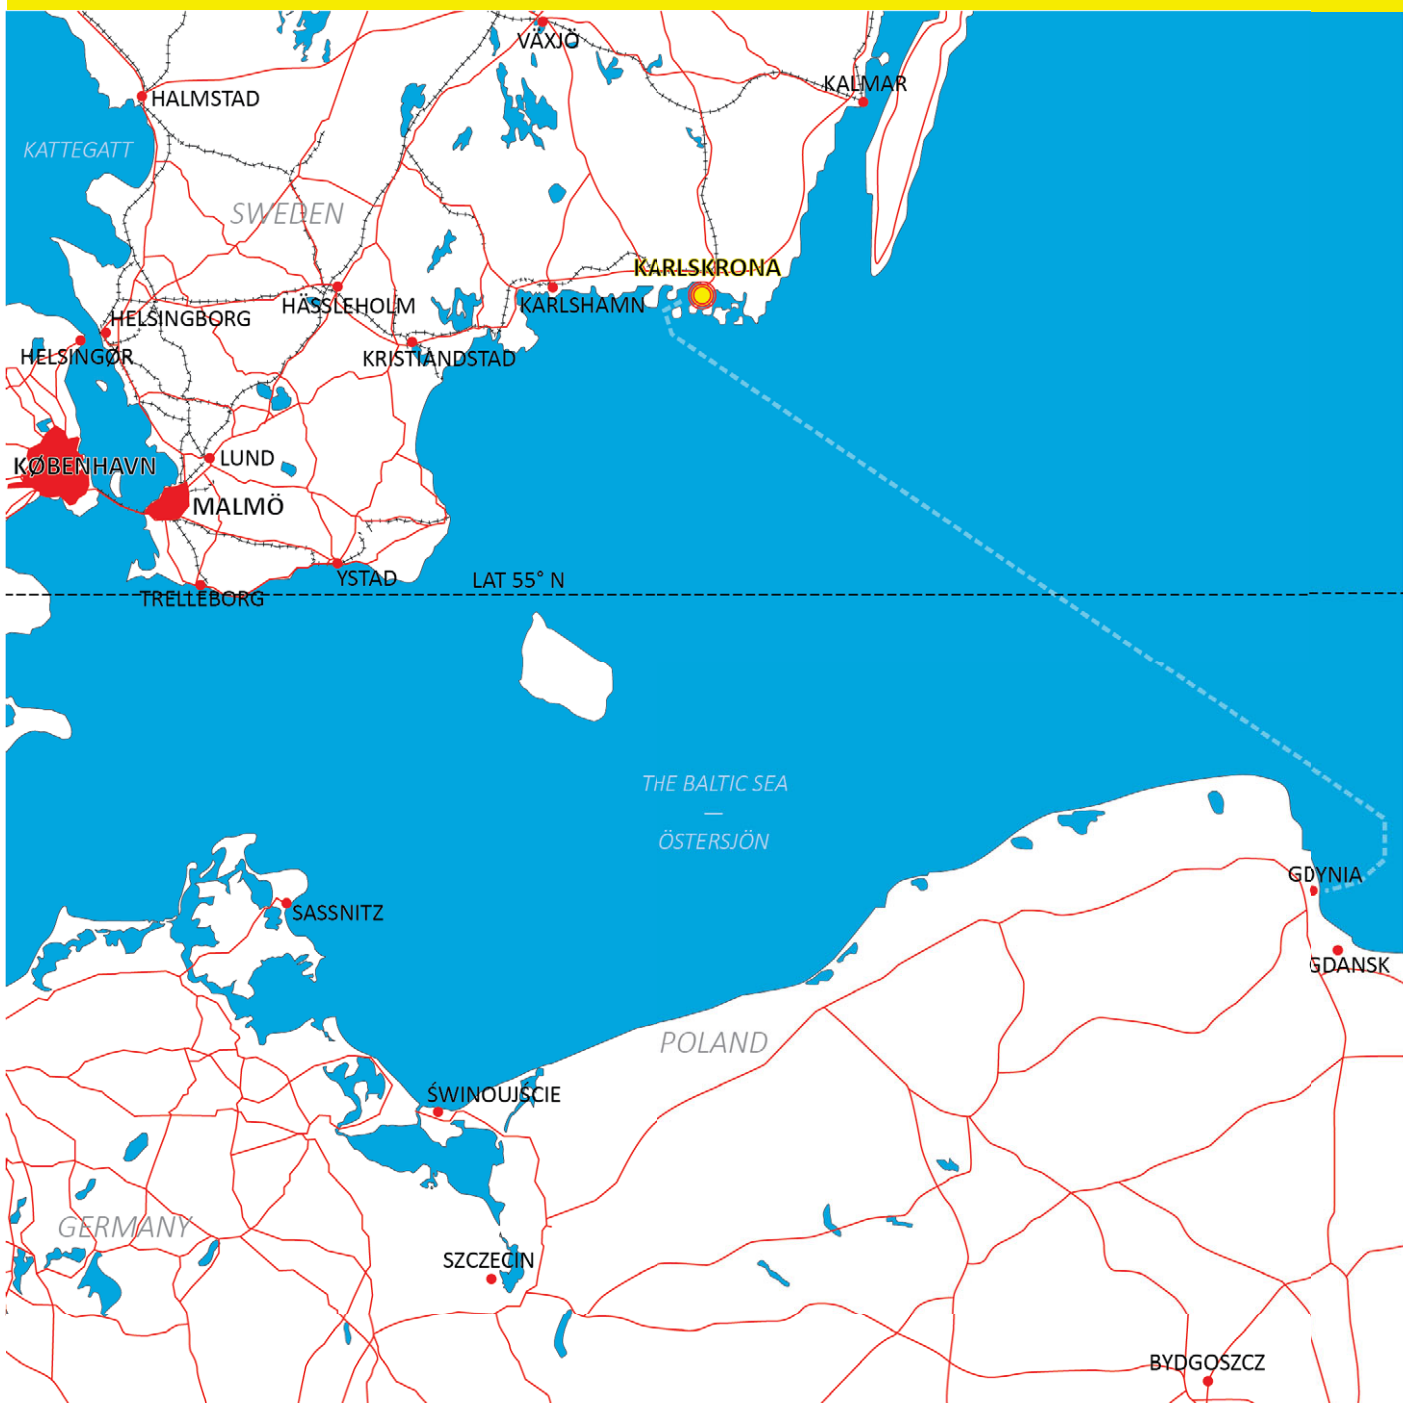 VÄXJÖ
KALMAR
HALMSTAD
KATTEGATT
SWEDEN
KARLSKRONA
HÄSSLEHOLM
KARLSHAMN
HELSINGBORG
HELSINGØR
KRISTIANDSTAD
KØBENHAVN
LUND
MALMÖ
YSTAD
LAT 55° N
TRELLEBORG
THE BALTIC SEA
—
ÖSTERSJÖN
GDYNIA
SASSNITZ
GDANSK
POLAND
ŚWINOUJŚCIE
GERMANY
SZCZECIN
BYDGOSZCZ